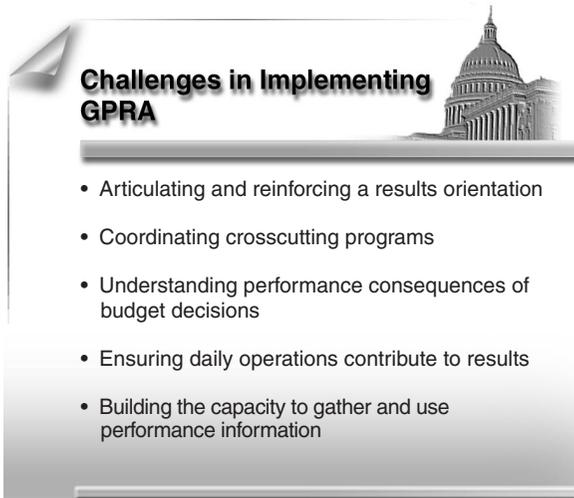 Challenges in Implementing
GPRA
• Articulating and reinforcing a results orientation
• Coordinating crosscutting programs
• Understanding performance consequences of
budget decisions
• Ensuring daily operations contribute to results
• Building the capacity to gather and use
performance information